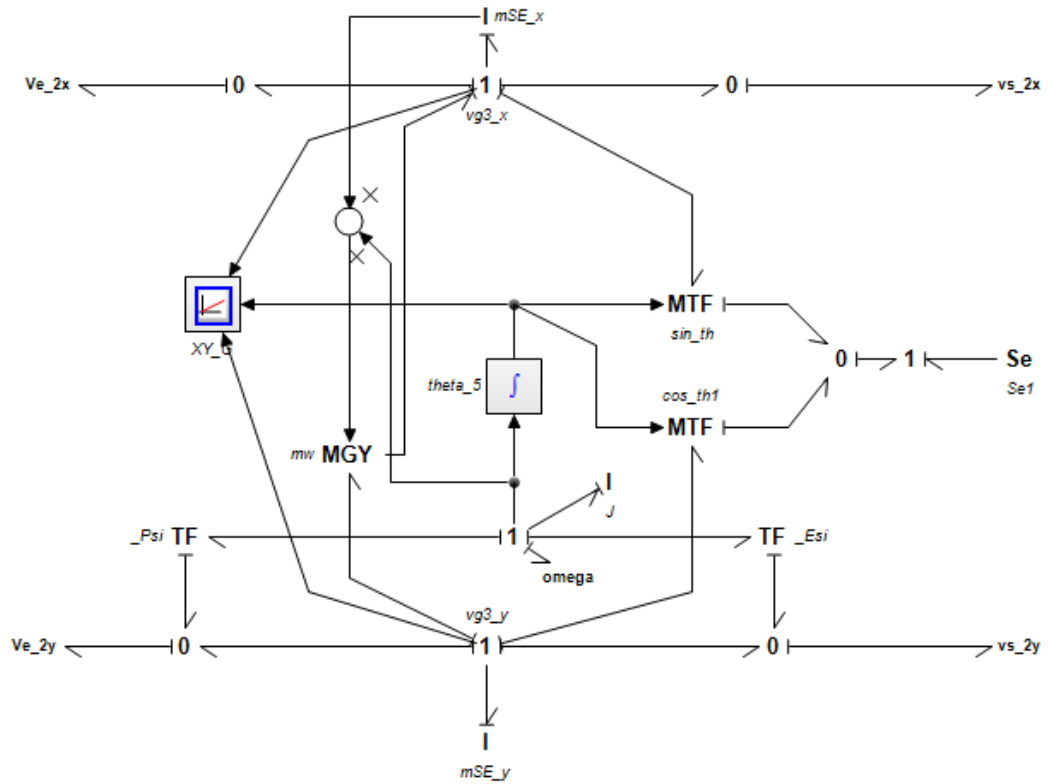 I mSE_x
Ve_2x 0 1 0 vs_2x
vg3_x
×
×
MTF
XY_G sin_th
theta_5 ∫ 0 1 Se
cos_th1 Se1
MTF
mw MGY
I
J
_Psi TF 1 TF _Esi
omega
vg3_y
Ve_2y 0 1 0 vs_2y
I
mSE_y